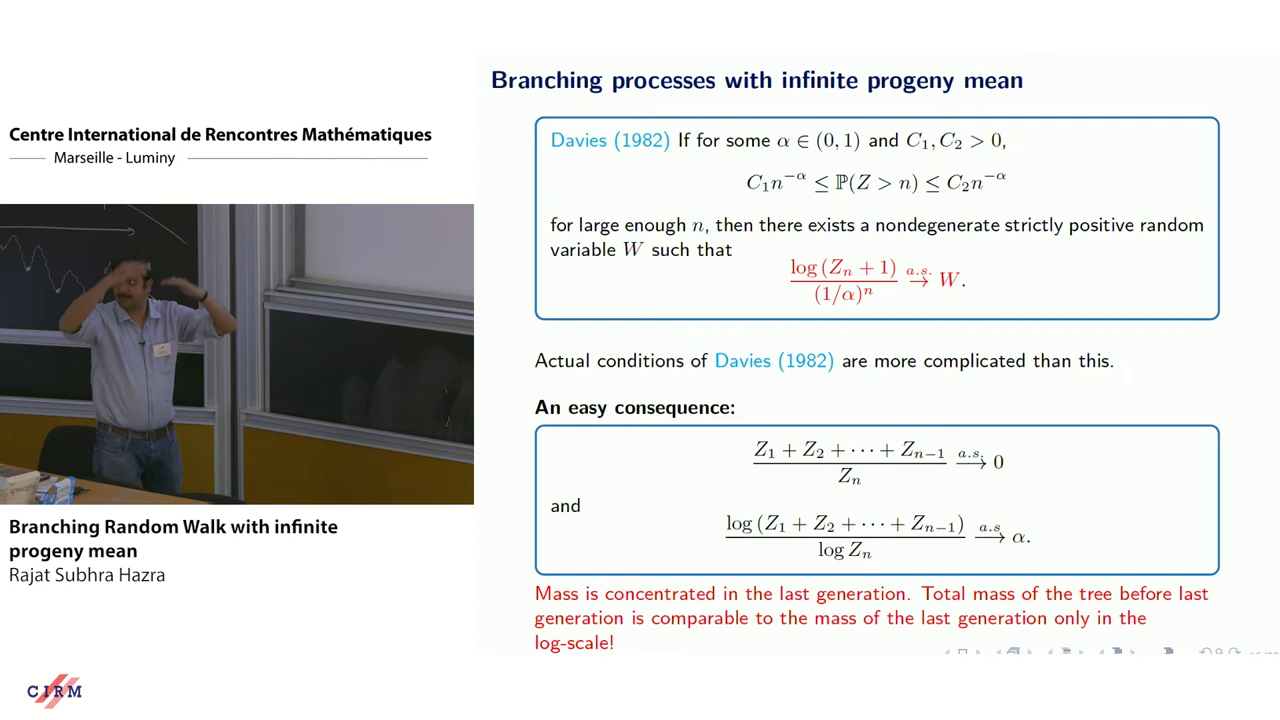 Centre International de Rencontres Mathématiques
Marseille - Luminy
Branching Random Walk with infinite
progeny mean
Rajat Subhra Hazra
CIRM
Branching processes with infinite progeny mean
Davies (1982) If for some α ∈ (0, 1) and C₁, C₂ > 0,
C₁n^{−α} ≤ ℙ(Z > n) ≤ C₂n^{−α}
for large enough n, then there exists a nondegenerate strictly positive random
variable W such that
log (Zₙ + 1) / (1/α)ⁿ →^{a.s.} W.
Actual conditions of Davies (1982) are more complicated than this.
An easy consequence:
Z₁ + Z₂ + ⋯ + Zₙ₋₁ / Zₙ →^{a.s.} 0
and
log (Z₁ + Z₂ + ⋯ + Zₙ₋₁) / log Zₙ →^{a.s} α.
Mass is concentrated in the last generation. Total mass of the tree before last
generation is comparable to the mass of the last generation only in the
log-scale!